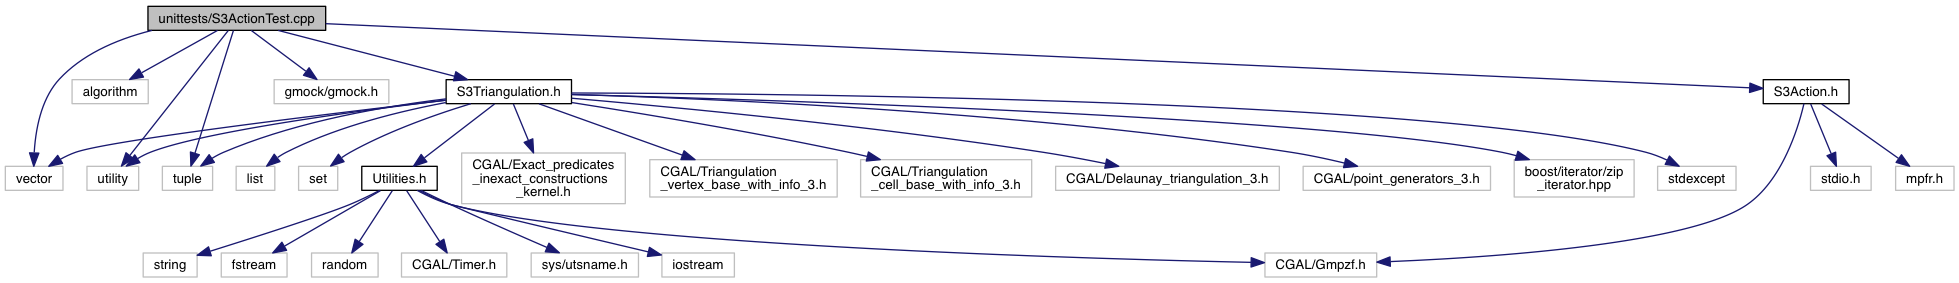 unittests/S3ActionTest.cpp
algorithm
gmock/gmock.h
S3Triangulation.h
S3Action.h
vector
utility
tuple
list
set
Utilities.h
CGAL/Exact_predicates
_inexact_constructions
_kernel.h
CGAL/Triangulation
_vertex_base_with_info_3.h
CGAL/Triangulation
_cell_base_with_info_3.h
CGAL/Delaunay_triangulation_3.h
CGAL/point_generators_3.h
boost/iterator/zip
_iterator.hpp
stdexcept
stdio.h
mpfr.h
string
fstream
random
CGAL/Timer.h
sys/utsname.h
iostream
CGAL/Gmpzf.h